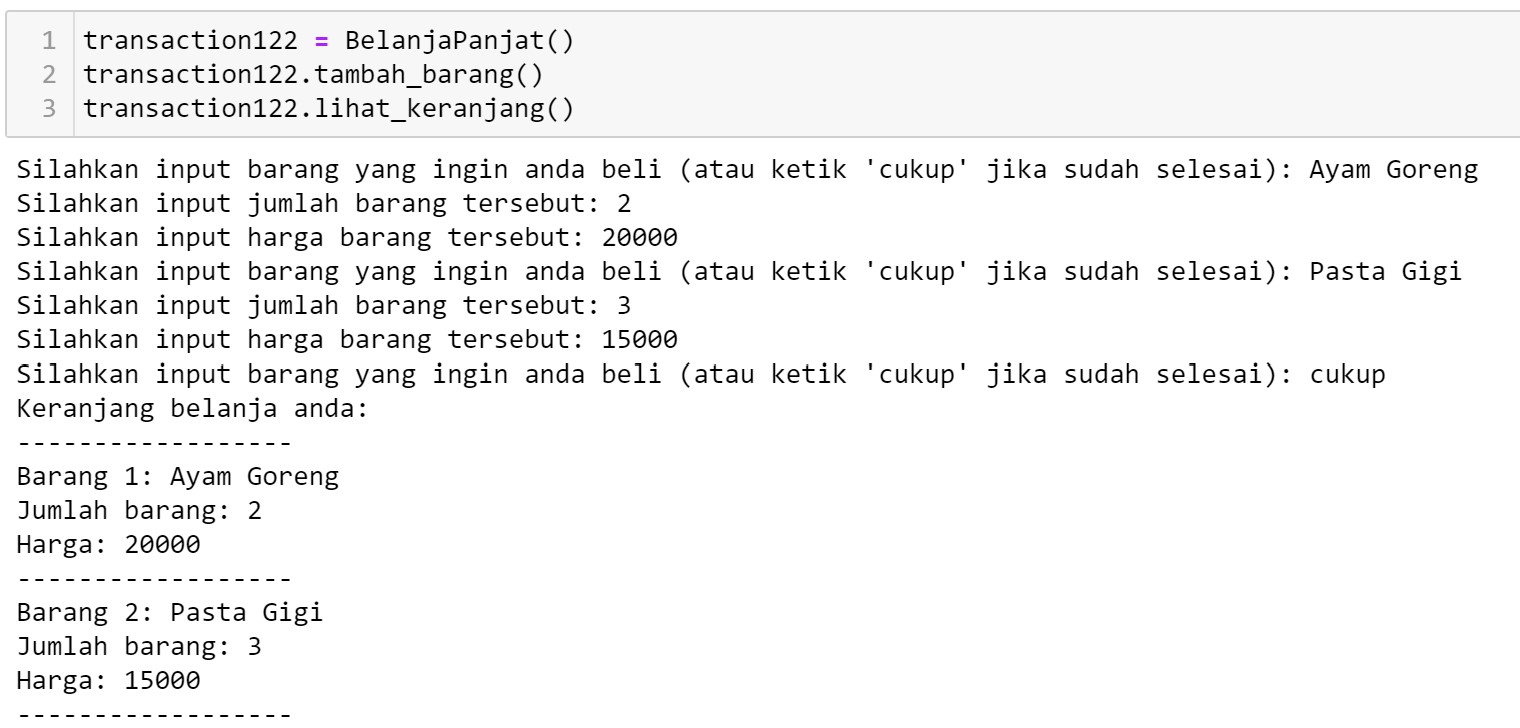 1 transaction122 = BelanjaPanjat()
2 transaction122.tambah_barang()
3 transaction122.lihat_keranjang()
Silahkan input barang yang ingin anda beli (atau ketik 'cukup' jika sudah selesai): Ayam Goreng
Silahkan input jumlah barang tersebut: 2
Silahkan input harga barang tersebut: 20000
Silahkan input barang yang ingin anda beli (atau ketik 'cukup' jika sudah selesai): Pasta Gigi
Silahkan input jumlah barang tersebut: 3
Silahkan input harga barang tersebut: 15000
Silahkan input barang yang ingin anda beli (atau ketik 'cukup' jika sudah selesai): cukup
Keranjang belanja anda:
------------------
Barang 1: Ayam Goreng
Jumlah barang: 2
Harga: 20000
------------------
Barang 2: Pasta Gigi
Jumlah barang: 3
Harga: 15000
------------------